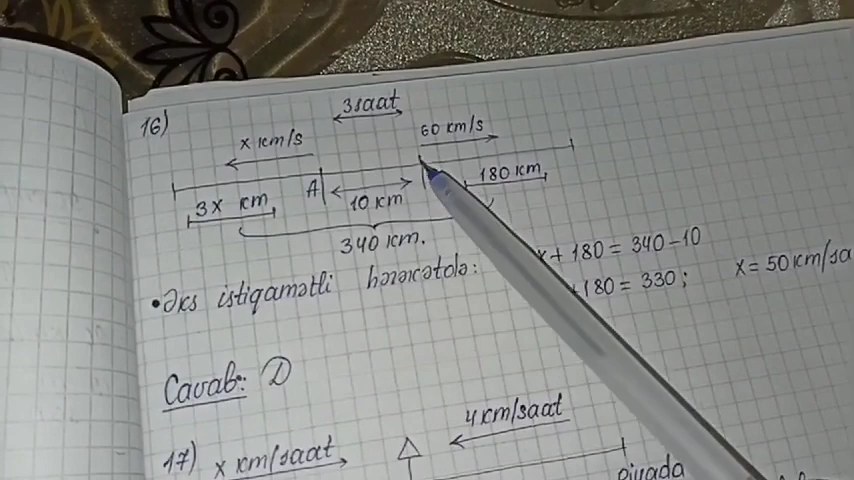 16)
3saat
x km/s
60 km/s
A
3x km
10 km
180 km
340 km.
x + 180 = 340 - 10
+180 = 330;
x = 50 km/sa
• Əks istiqamətli hərəkətdə:
Cavab: D
17) x km/saat
4 km/saat
piyada